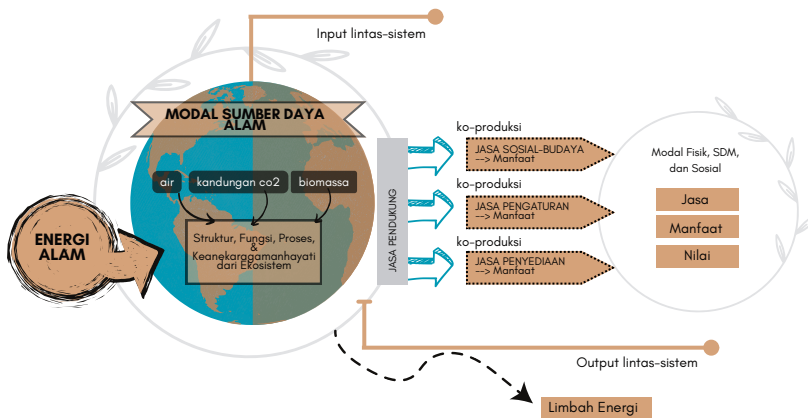 Input lintas-sistem
MODAL SUMBER DAYA
ALAM
air
kandungan co2
biomassa
Struktur, Fungsi, Proses,
&
Keanekaraggamanhayati
dari Ekosistem
ENERGI
ALAM
JASA PENDUKUNG
ko-produksi
JASA SOSIAL-BUDAYA
--> Manfaat
ko-produksi
JASA PENGATURAN
--> Manfaat
ko-produksi
JASA PENYEDIAAN
--> Manfaat
Modal Fisik, SDM,
dan Sosial
Jasa
Manfaat
Nilai
Output lintas-sistem
Limbah Energi